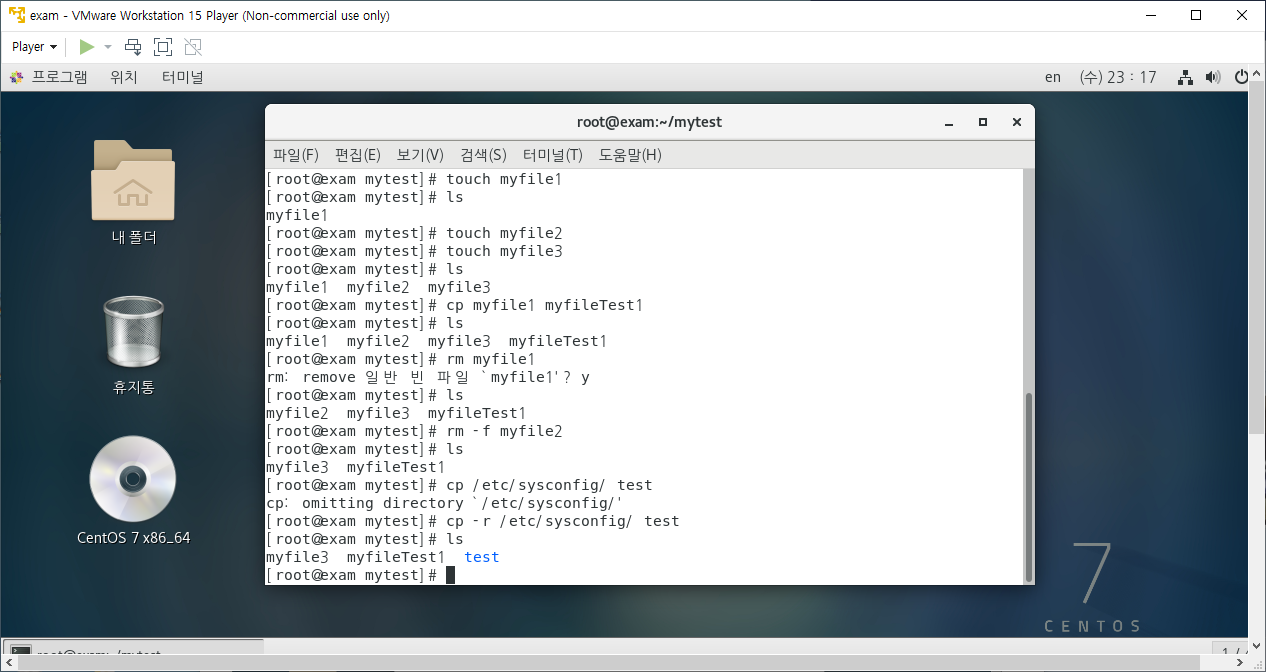 exam - VMware Workstation 15 Player (Non-commercial use only)
Player
프로그램 위치 터미널 en (수) 23 : 17
root@exam:~/mytest
파일(F) 편집(E) 보기(V) 검색(S) 터미널(T) 도움말(H)
[root@exam mytest]# touch myfile1
[root@exam mytest]# ls
myfile1
[root@exam mytest]# touch myfile2
[root@exam mytest]# touch myfile3
[root@exam mytest]# ls
myfile1  myfile2  myfile3
[root@exam mytest]# cp myfile1 myfileTest1
[root@exam mytest]# ls
myfile1  myfile2  myfile3  myfileTest1
[root@exam mytest]# rm myfile1
rm: remove 일반 빈 파일 `myfile1'? y
[root@exam mytest]# ls
myfile2  myfile3  myfileTest1
[root@exam mytest]# rm -f myfile2
[root@exam mytest]# ls
myfile3  myfileTest1
[root@exam mytest]# cp /etc/sysconfig/ test
cp: omitting directory `/etc/sysconfig/'
[root@exam mytest]# cp -r /etc/sysconfig/ test
[root@exam mytest]# ls
myfile3  myfileTest1  test
[root@exam mytest]#
내 폴더
휴지통
CentOS 7 x86_64
7
CENTOS
root@exam:~/mytest